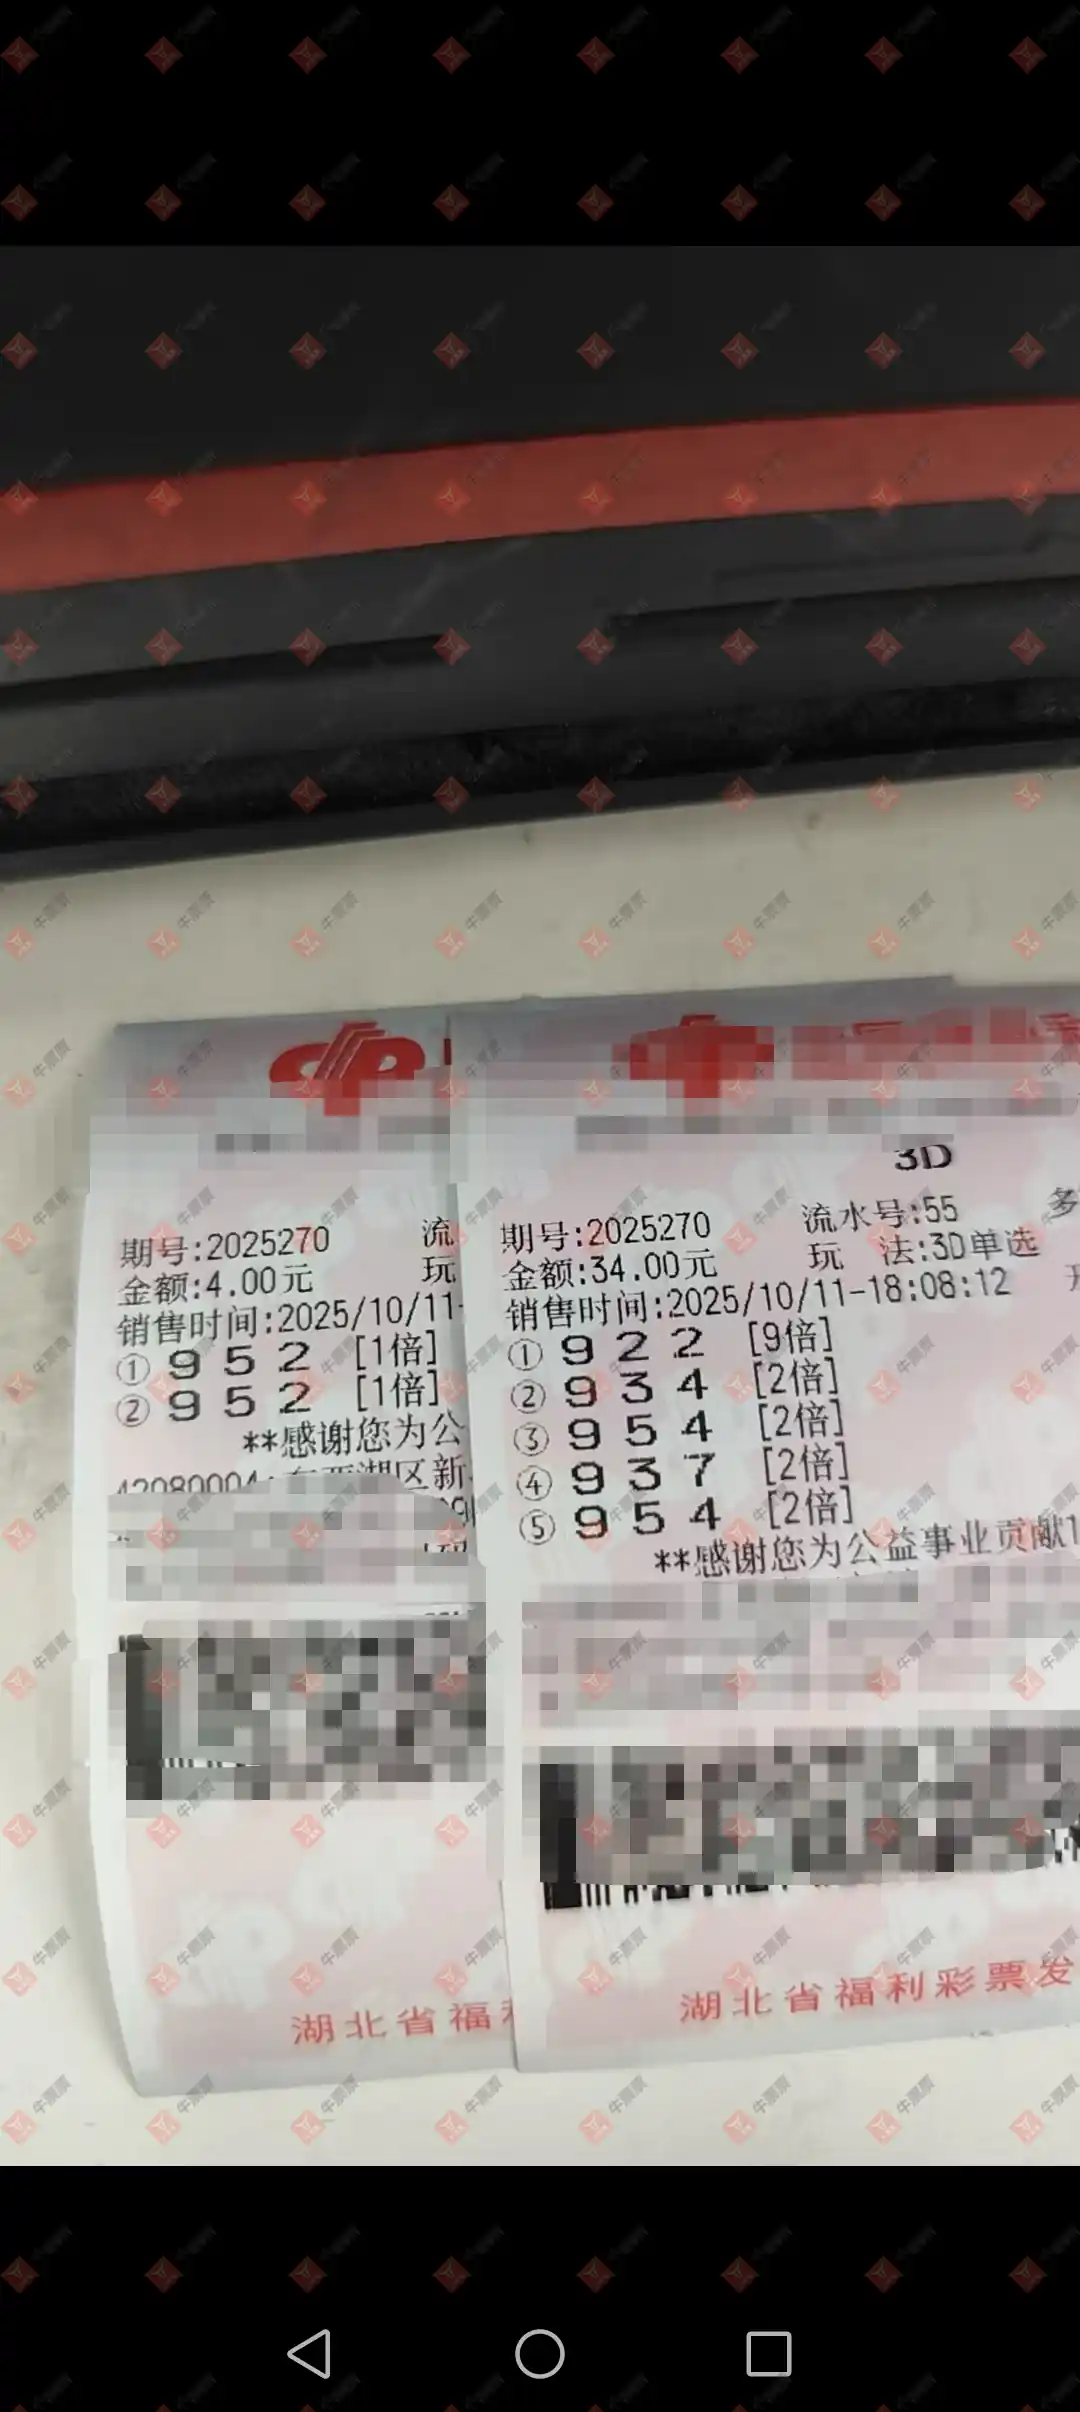 期号:2025270
流
金额:4.00元
玩
销售时间:2025/10/11-
① 9 5 2 [1倍]
② 9 5 2 [1倍]
**感谢您为公
湖北省福
3D
期号:2025270
流水号:55
多
金额:34.00元
玩 法:3D单选
销售时间:2025/10/11-18:08:12
① 9 2 2 [9倍]
② 9 3 4 [2倍]
③ 9 5 4 [2倍]
④ 9 3 7 [2倍]
⑤ 9 5 4 [2倍]
**感谢您为公益事业贡献1
湖北省福利彩票发
牛票票